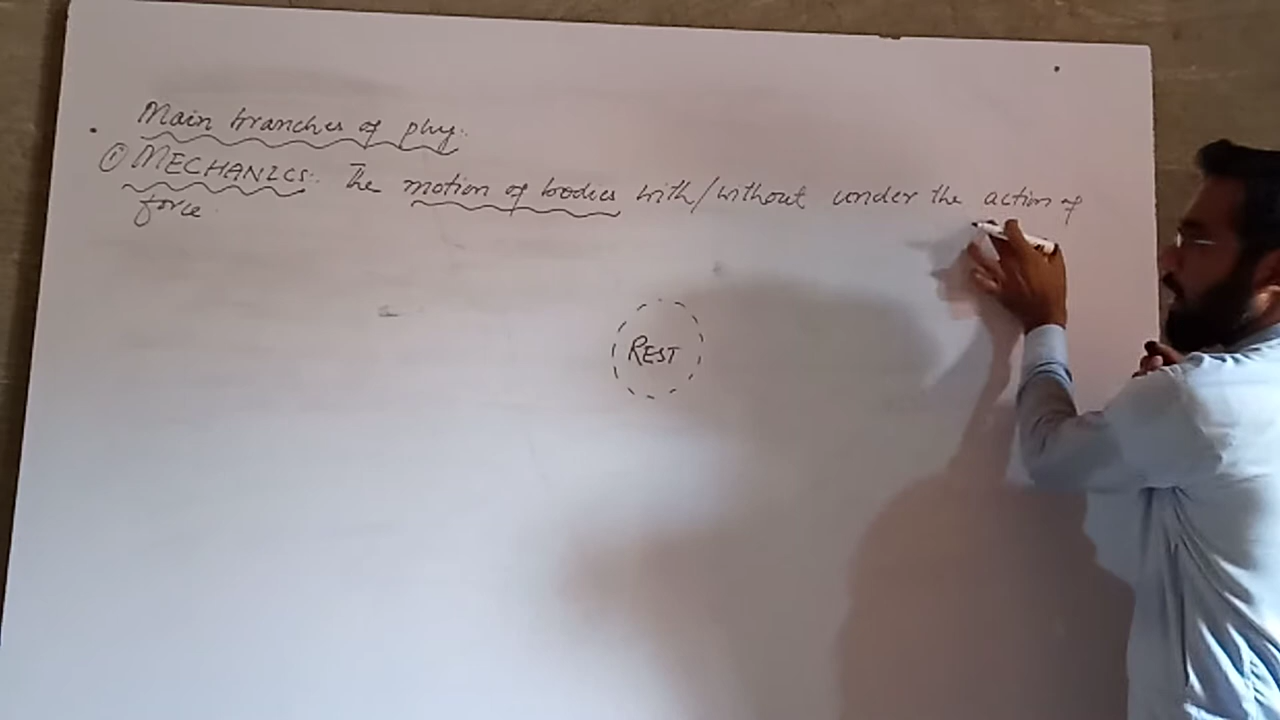 Main branches of phy:
① MECHANICS:. The motion of bodies with/without under the action of
force.
REST